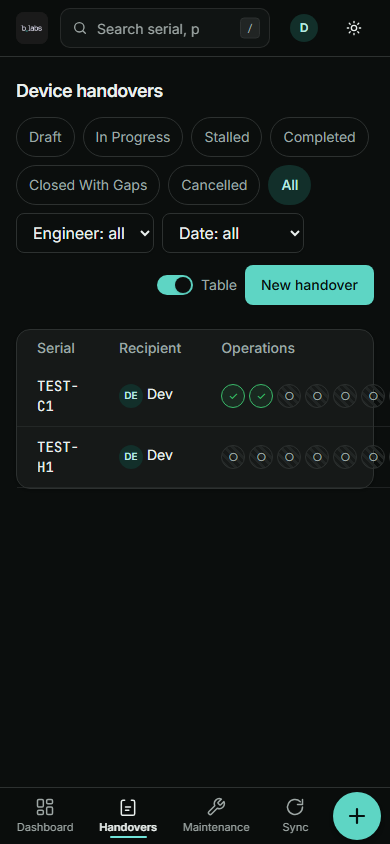 b_labs
Search serial, p
/
D
Device handovers
Draft
In Progress
Stalled
Completed
Closed With Gaps
Cancelled
All
Engineer: all
Date: all
Table
New handover
Serial Recipient Operations
TEST-
C1
DE Dev
TEST-
H1
DE Dev
Dashboard
Handovers
Maintenance
Sync